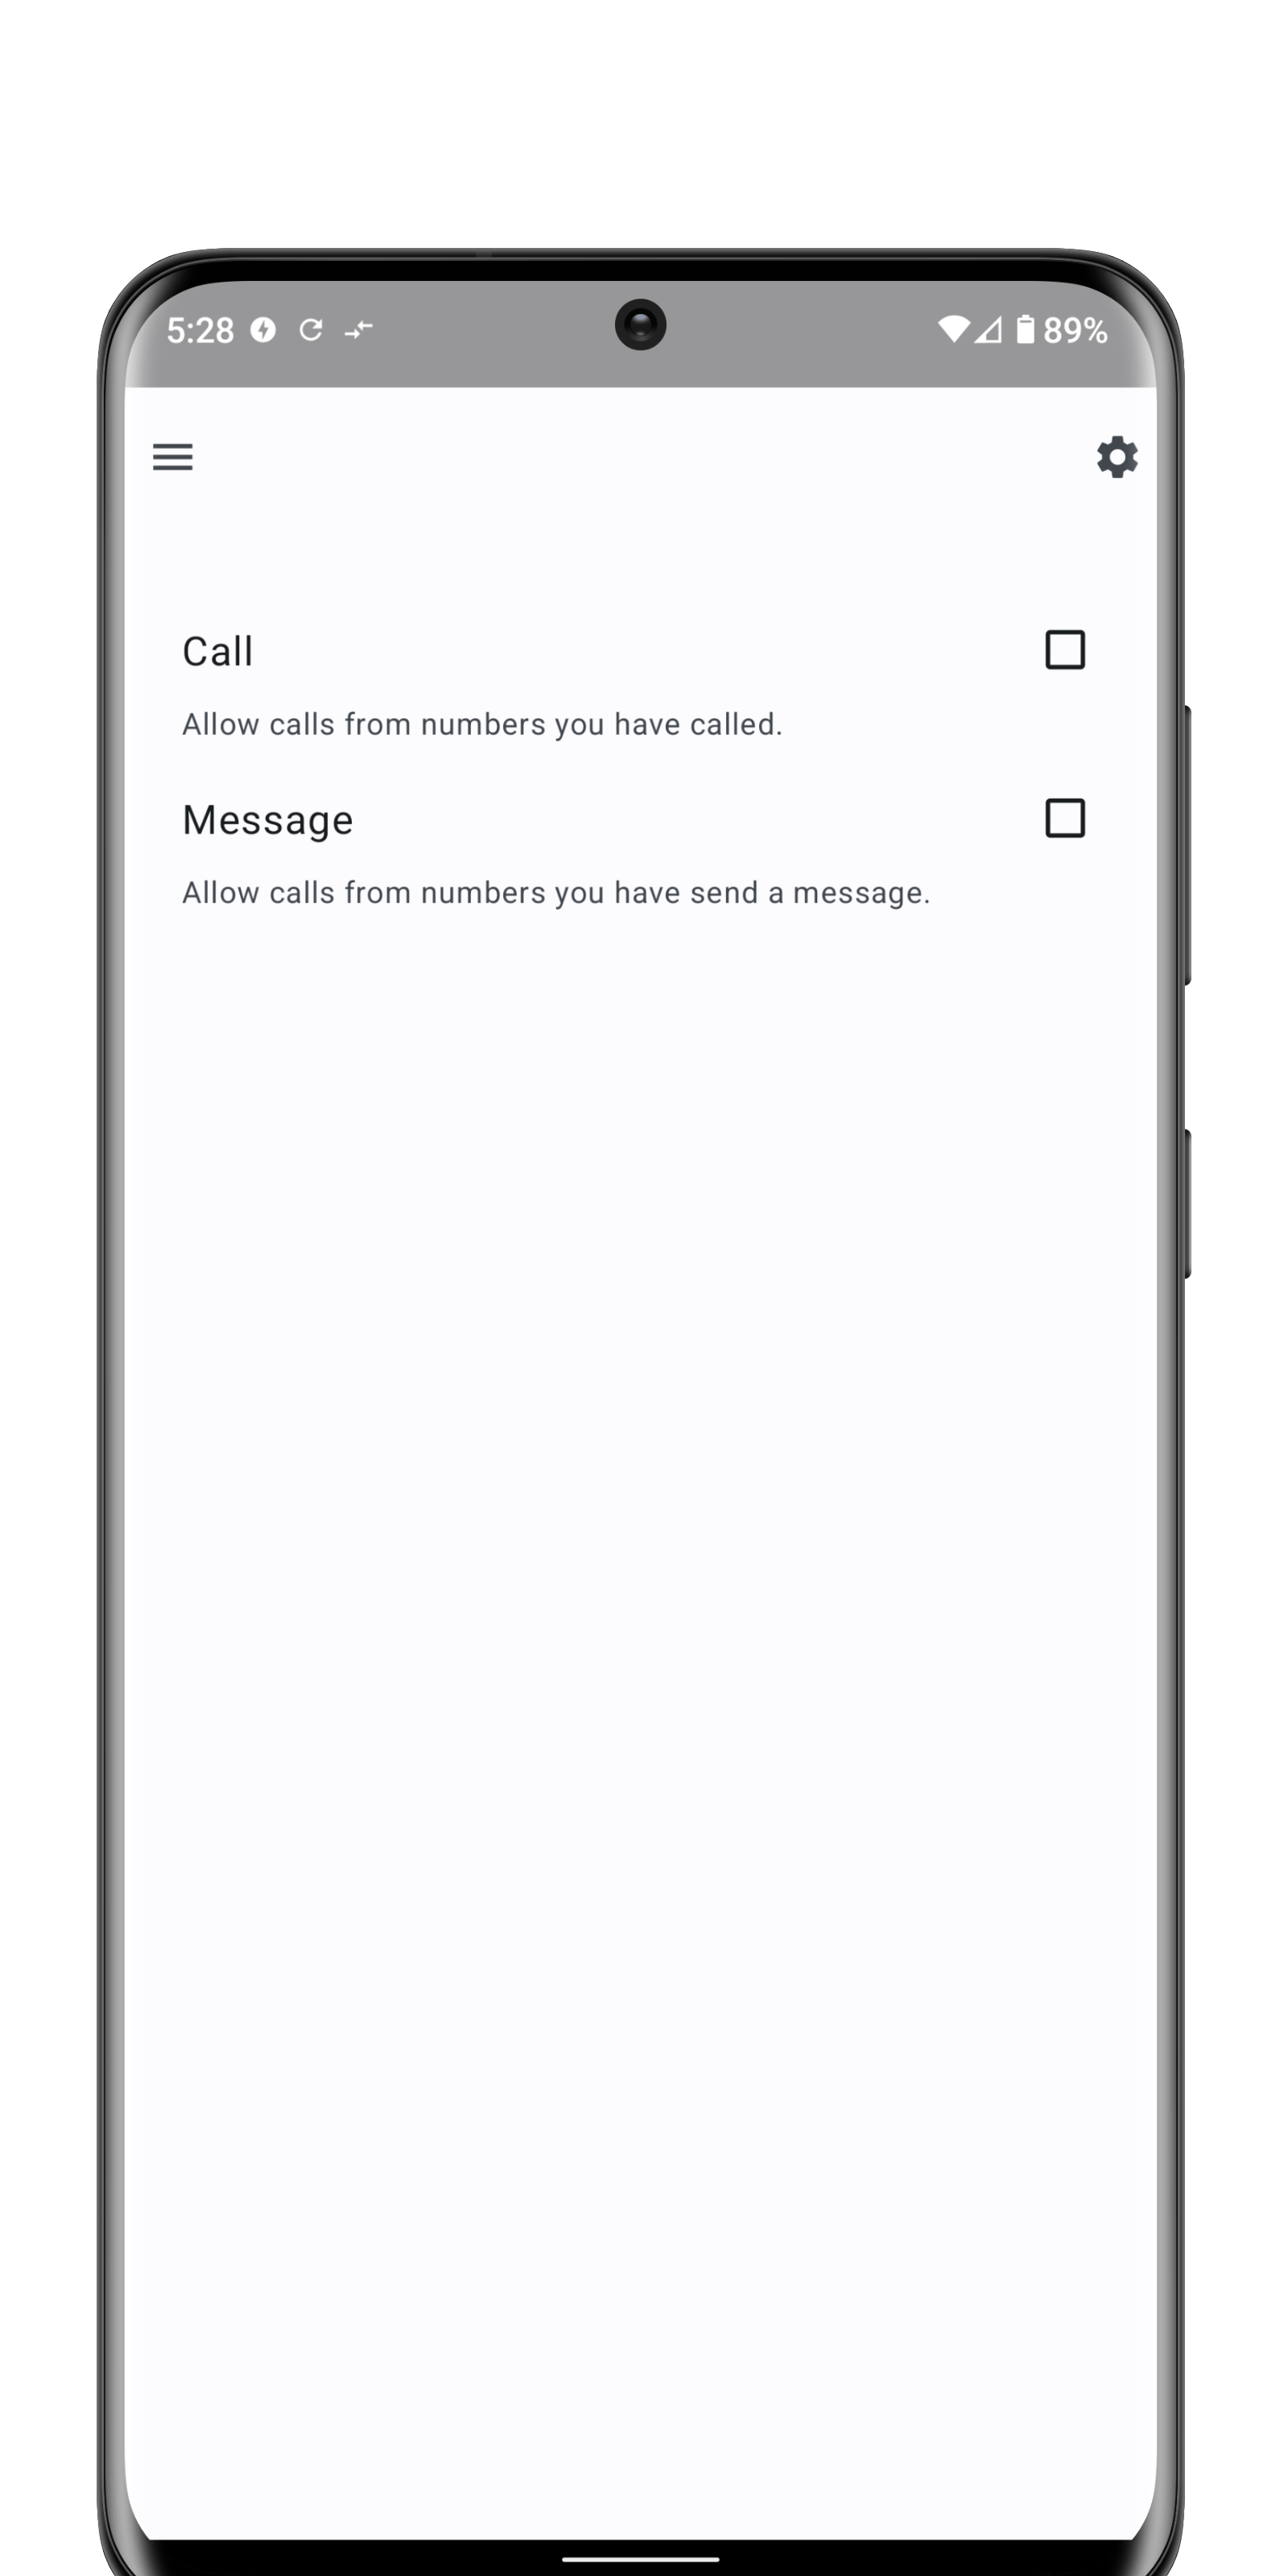 5:28 89%
Call
Allow calls from numbers you have called.
Message
Allow calls from numbers you have send a message.